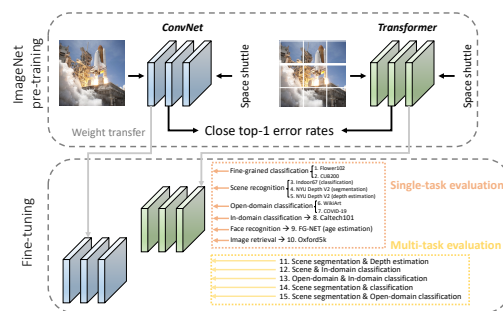 ConvNet
Transformer
ImageNet
pre-training
Space shuttle
Space shuttle
Weight transfer
Close top-1 error rates
Fine-tuning
Fine-grained classification
1. Flower102
2. CUB200
Scene recognition
3. Indoor67 (classification)
4. NYU Depth V2 (segmentation)
5. NYU Depth V2 (depth estimation)
Open-domain classification
6. WikiArt
7. COVID-19
In-domain classification → 8. Caltech101
Face recognition → 9. FG-NET (age estimation)
Image retrieval → 10. Oxford5k
Single-task evaluation
Multi-task evaluation
11. Scene segmentation & Depth estimation
12. Scene & In-domain classification
13. Open-domain & In-domain classification
14. Scene segmentation & classification
15. Scene segmentation & Open-domain classification